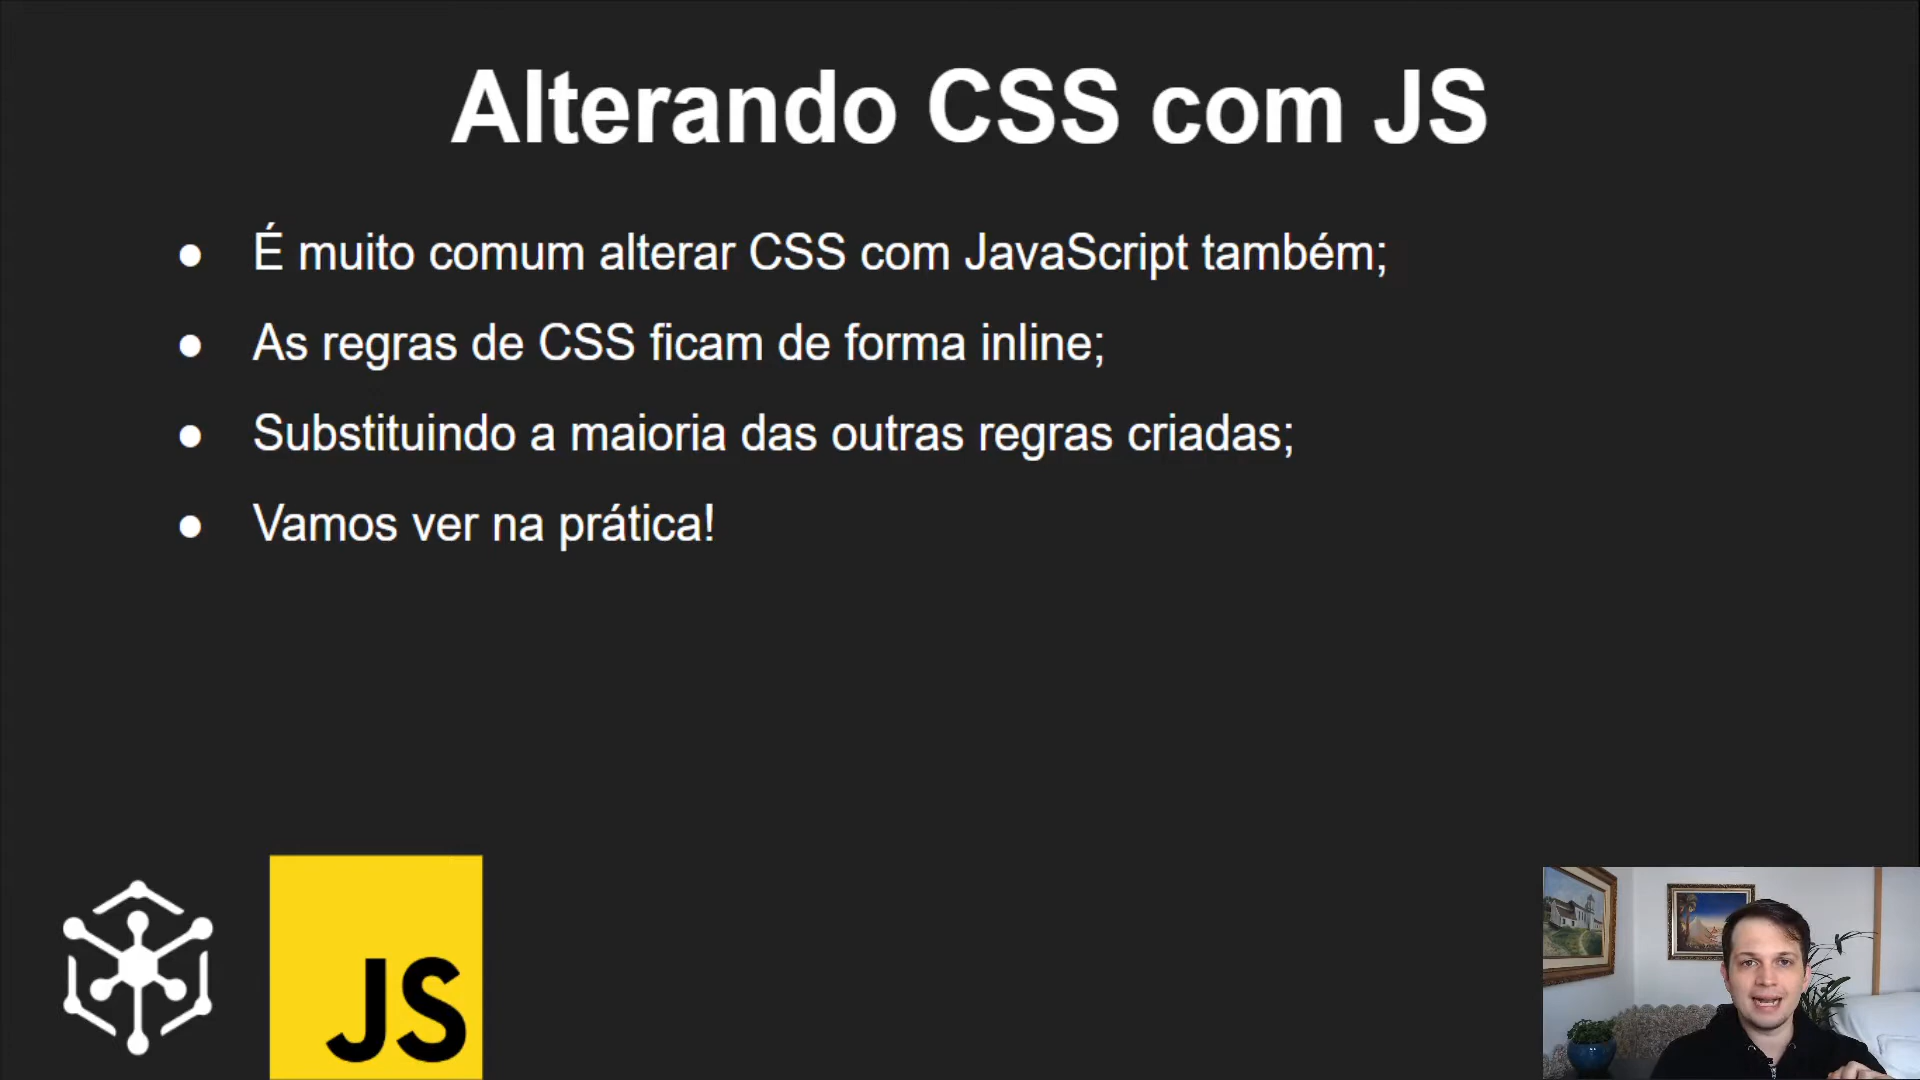 Alterando CSS com JS
● É muito comum alterar CSS com JavaScript também;
● As regras de CSS ficam de forma inline;
● Substituindo a maioria das outras regras criadas;
● Vamos ver na prática!
JS